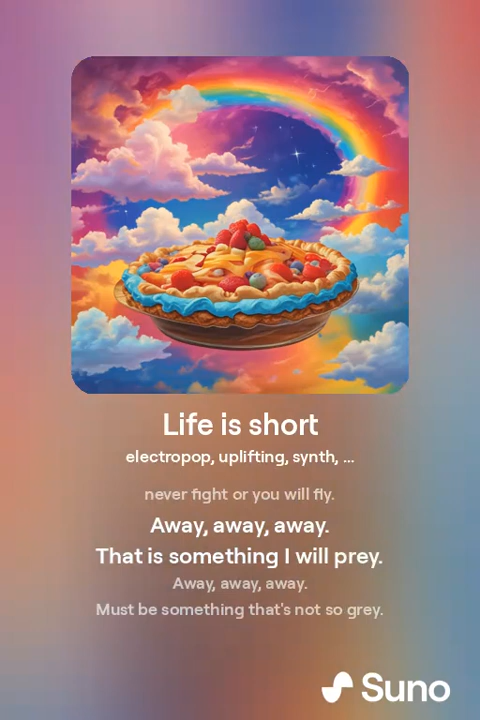 Life is short
electropop, uplifting, synth, ...
never fight or you will fly.
Away, away, away.
That is something I will prey.
Away, away, away.
Must be something that's not so grey.
Suno